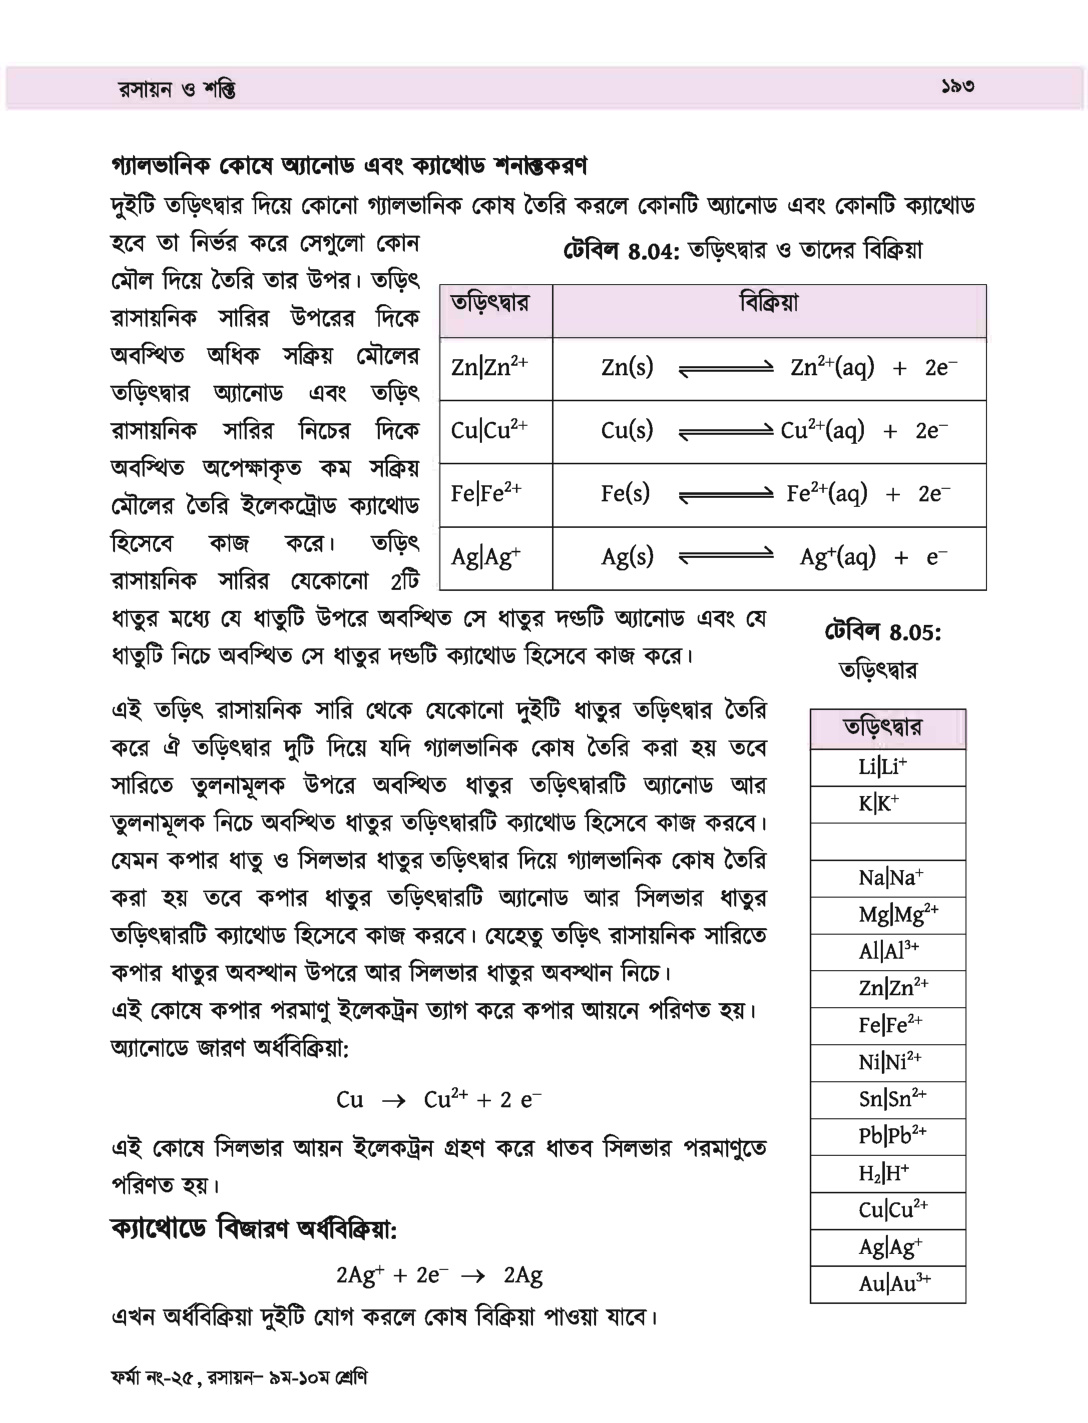 রসায়ন ও শক্তি
১৯৩
গ্যালভানিক কোষে অ্যানোড এবং ক্যাথোড শনাক্তকরণ
দুইটি তড়িৎদ্বার দিয়ে কোনো গ্যালভানিক কোষ তৈরি করলে কোনটি অ্যানোড এবং কোনটি ক্যাথোড
হবে তা নির্ভর করে সেগুলো কোন
মৌল দিয়ে তৈরি তার উপর। তড়িৎ
রাসায়নিক সারির উপরের দিকে
অবস্থিত অধিক সক্রিয় মৌলের
তড়িৎদ্বার অ্যানোড এবং তড়িৎ
রাসায়নিক সারির নিচের দিকে
অবস্থিত অপেক্ষাকৃত কম সক্রিয়
মৌলের তৈরি ইলেকট্রোড ক্যাথোড
হিসেবে কাজ করে। তড়িৎ
রাসায়নিক সারির যেকোনো 2টি
টেবিল 8.04: তড়িৎদ্বার ও তাদের বিক্রিয়া
তড়িৎদ্বার বিক্রিয়া
Zn|Zn²⁺ Zn(s) ⇌ Zn²⁺(aq) + 2e⁻
Cu|Cu²⁺ Cu(s) ⇌ Cu²⁺(aq) + 2e⁻
Fe|Fe²⁺ Fe(s) ⇌ Fe²⁺(aq) + 2e⁻
Ag|Ag⁺ Ag(s) ⇌ Ag⁺(aq) + e⁻
ধাতুর মধ্যে যে ধাতুটি উপরে অবস্থিত সে ধাতুর দণ্ডটি অ্যানোড এবং যে
ধাতুটি নিচে অবস্থিত সে ধাতুর দণ্ডটি ক্যাথোড হিসেবে কাজ করে।
এই তড়িৎ রাসায়নিক সারি থেকে যেকোনো দুইটি ধাতুর তড়িৎদ্বার তৈরি
করে ঐ তড়িৎদ্বার দুটি দিয়ে যদি গ্যালভানিক কোষ তৈরি করা হয় তবে
সারিতে তুলনামূলক উপরে অবস্থিত ধাতুর তড়িৎদ্বারটি অ্যানোড আর
তুলনামূলক নিচে অবস্থিত ধাতুর তড়িৎদ্বারটি ক্যাথোড হিসেবে কাজ করবে।
যেমন কপার ধাতু ও সিলভার ধাতুর তড়িৎদ্বার দিয়ে গ্যালভানিক কোষ তৈরি
করা হয় তবে কপার ধাতুর তড়িৎদ্বারটি অ্যানোড আর সিলভার ধাতুর
তড়িৎদ্বারটি ক্যাথোড হিসেবে কাজ করবে। যেহেতু তড়িৎ রাসায়নিক সারিতে
কপার ধাতুর অবস্থান উপরে আর সিলভার ধাতুর অবস্থান নিচে।
এই কোষে কপার পরমাণু ইলেকট্রন ত্যাগ করে কপার আয়নে পরিণত হয়।
অ্যানোডে জারণ অর্ধবিক্রিয়া:
Cu → Cu²⁺ + 2 e⁻
এই কোষে সিলভার আয়ন ইলেকট্রন গ্রহণ করে ধাতব সিলভার পরমাণুতে
পরিণত হয়।
ক্যাথোডে বিজারণ অর্ধবিক্রিয়া:
2Ag⁺ + 2e⁻ → 2Ag
এখন অর্ধবিক্রিয়া দুইটি যোগ করলে কোষ বিক্রিয়া পাওয়া যাবে।
টেবিল 8.05:
তড়িৎদ্বার
তড়িৎদ্বার
Li|Li⁺
K|K⁺
Na|Na⁺
Mg|Mg²⁺
Al|Al³⁺
Zn|Zn²⁺
Fe|Fe²⁺
Ni|Ni²⁺
Sn|Sn²⁺
Pb|Pb²⁺
H₂|H⁺
Cu|Cu²⁺
Ag|Ag⁺
Au|Au³⁺
ফর্মা নং-২৫, রসায়ন– ৯ম-১০ম শ্রেণি